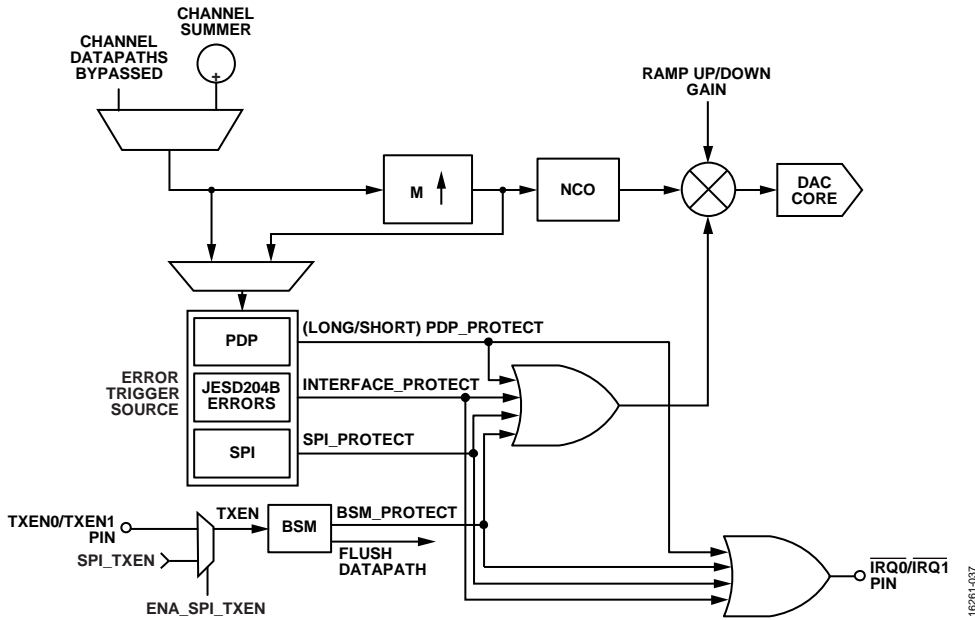 CHANNEL
DATAPATHS
BYPASSED
CHANNEL
SUMMER
+
RAMP UP/DOWN
GAIN
M
NCO
DAC
CORE
ERROR
TRIGGER
SOURCE
PDP
JESD204B
ERRORS
SPI
(LONG/SHORT) PDP_PROTECT
INTERFACE_PROTECT
SPI_PROTECT
TXEN0/TXEN1
PIN
SPI_TXEN
ENA_SPI_TXEN
TXEN
BSM
BSM_PROTECT
FLUSH
DATAPATH
IRQ0/IRQ1
PIN
16261-037